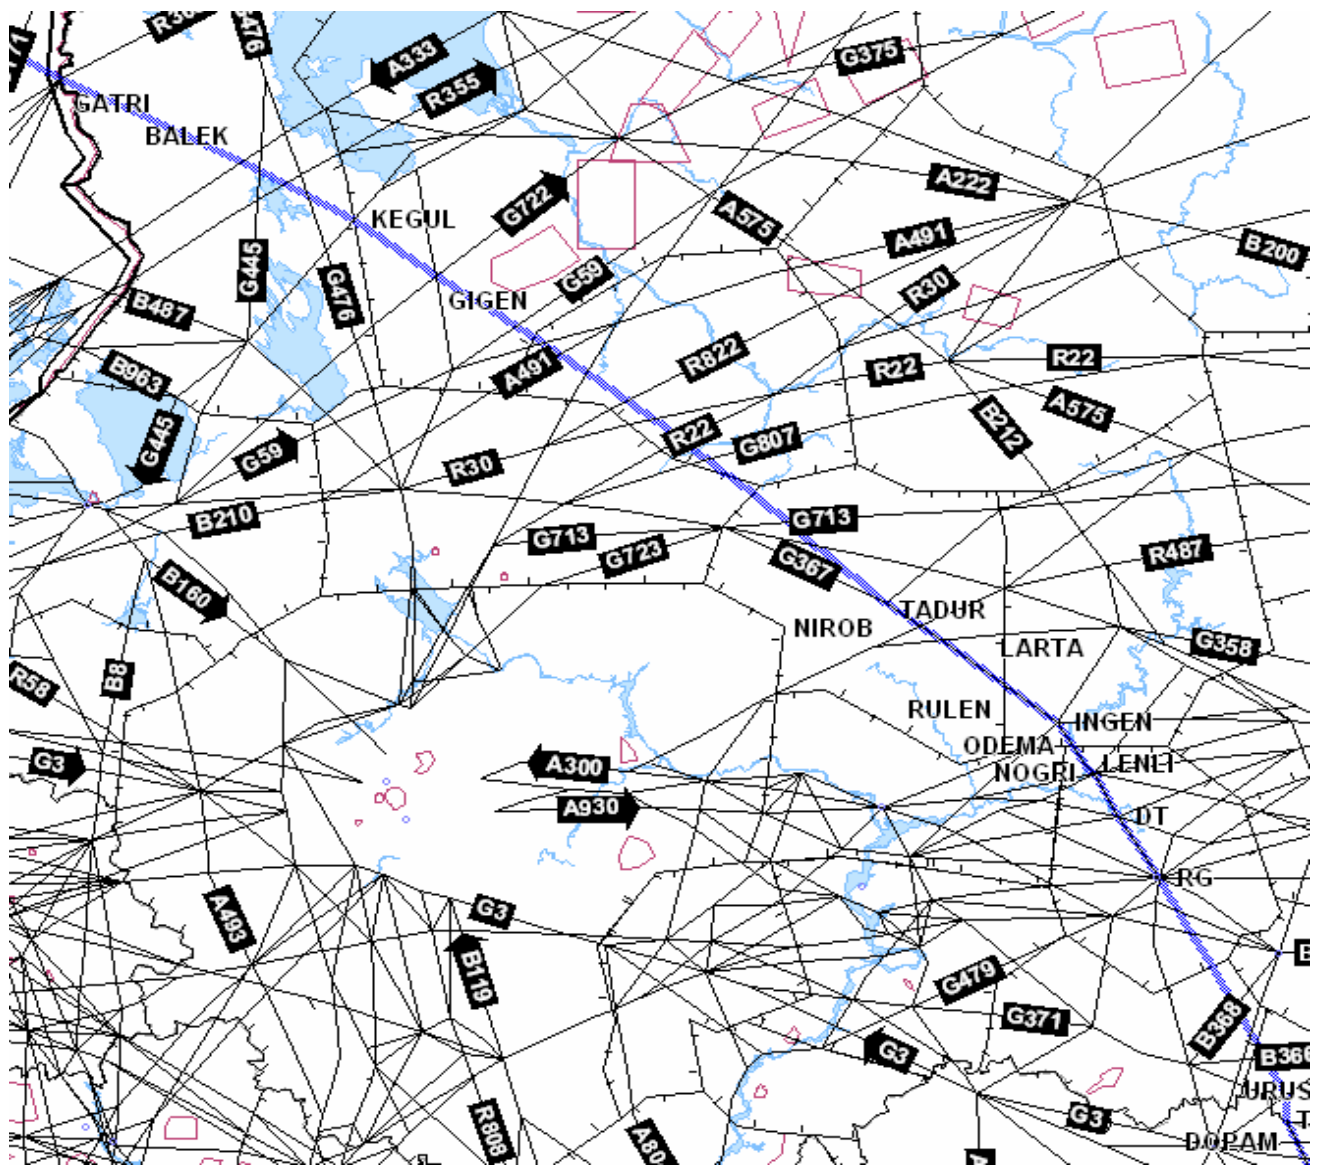 A333
G375
R355
GATRI
BALEK
A222
G722
KEGUL
A575
A491
B200
G445
G476
G59
R30
GIGEN
B487
R822
R22
R22
B963
A491
A575
B212
G445
R22
G807
G59
R30
B210
G713
G713
G723
R487
G367
B160
TADUR
NIROB
G358
LARTA
B8
R58
RULEN
INGEN
ODEMA
G3
A300
LENLI
NOGRI
A930
DT
RG
G3
A493
G479
B119
B368
G371
G3
URUS
G3
R808
DOPAM